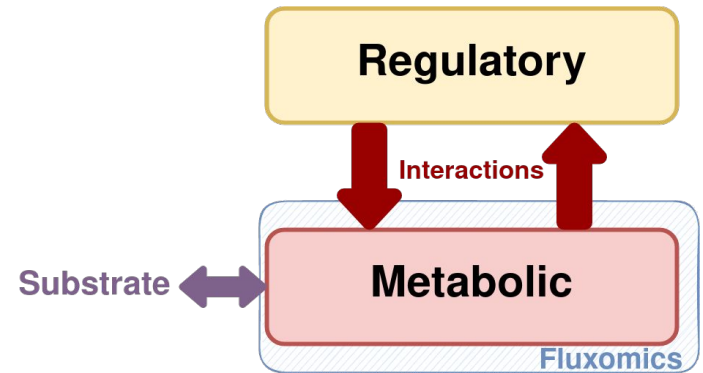 Regulatory
Interactions
Metabolic
Substrate
Fluxomics